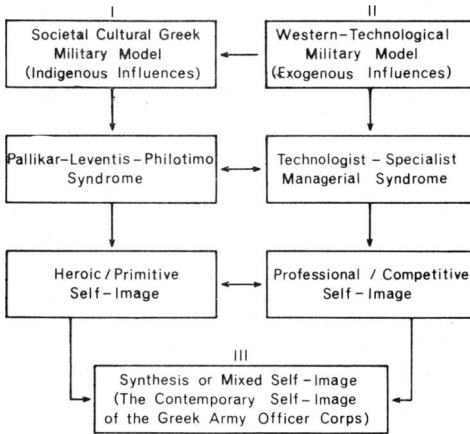 I
Societal Cultural Greek
Military Model
(Indigenous Influences)
II
Western-Technological
Military Model
(Exogenous Influences)
Pallikar-Leventis-Philotimo
Syndrome
Technologist-Specialist
Managerial Syndrome
Heroic/Primitive
Self-Image
Professional/Competitive
Self-Image
III
Synthesis or Mixed Self-Image
(The Contemporary Self-Image
of the Greek Army Officer Corps)